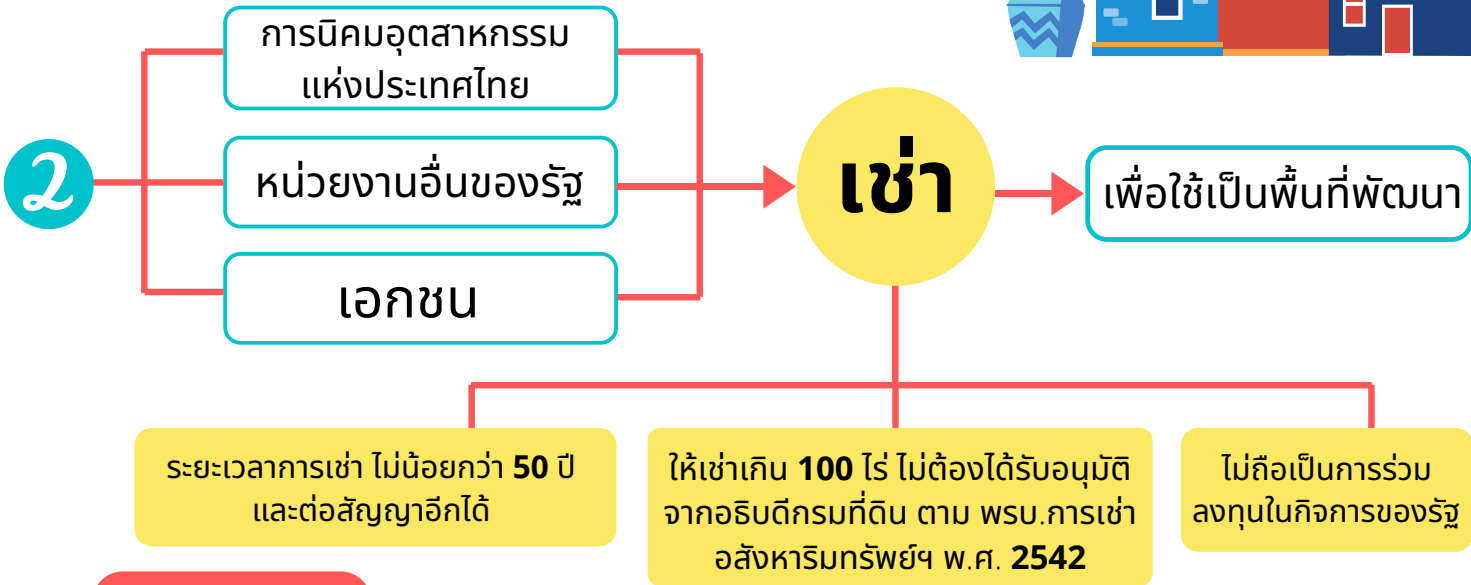 2
การนิคมอุตสาหกรรม
แห่งประเทศไทย
หน่วยงานอื่นของรัฐ
เอกชน
เช่า
เพื่อใช้เป็นพื้นที่พัฒนา
ระยะเวลาการเช่า ไม่น้อยกว่า 50 ปี
และต่อสัญญาอีกได้
ให้เช่าเกิน 100 ไร่ ไม่ต้องได้รับอนุมัติ
จากอธิบดีกรมที่ดิน ตาม พรบ.การเช่า
อสังหาริมทรัพย์ฯ พ.ศ. 2542
ไม่ถือเป็นการร่วม
ลงทุนในกิจการของรัฐ